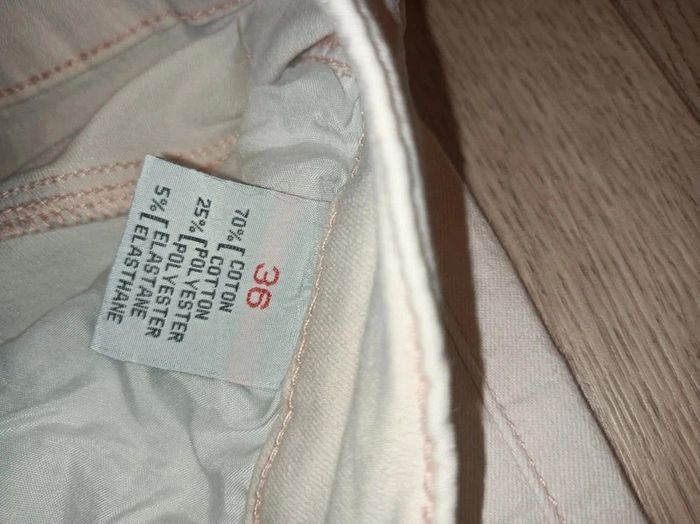 36
70% [ COTON
COTTON
25% [ POLYESTER
POLYESTER
5% [ ELASTANE
ELASTHANE